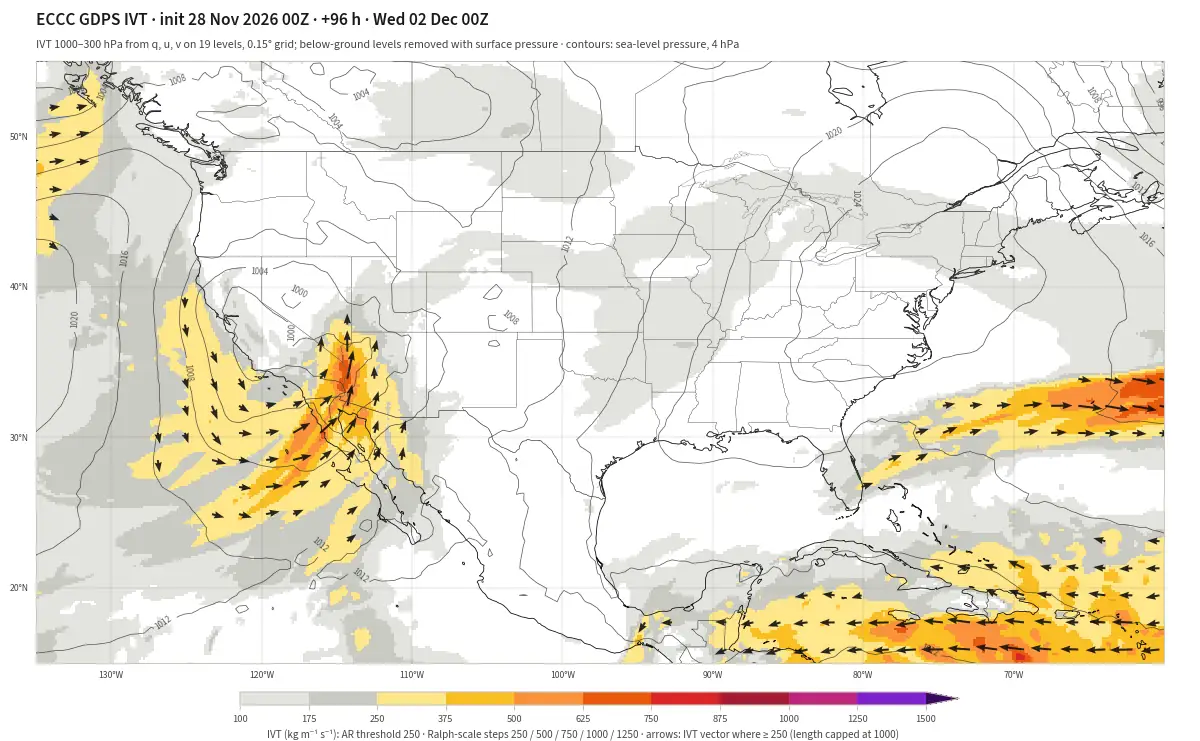 ECCC GDPS IVT · init 28 Nov 2026 00Z · +96 h · Wed 02 Dec 00Z
IVT 1000–300 hPa from q, u, v on 19 levels, 0.15° grid; below-ground levels removed with surface pressure · contours: sea-level pressure, 4 hPa
1008
1004
1008
1004
1020
50°N
1024
1012
1016
1016
1004
40°N
1000
1020
1008
1000
1008
30°N
1012
1012
20°N
1012
130°W 120°W 110°W 100°W 90°W 80°W 70°W
100 175 250 375 500 625 750 875 1000 1250 1500
IVT (kg m⁻¹ s⁻¹): AR threshold 250 · Ralph-scale steps 250 / 500 / 750 / 1000 / 1250 · arrows: IVT vector where ≥ 250 (length capped at 1000)